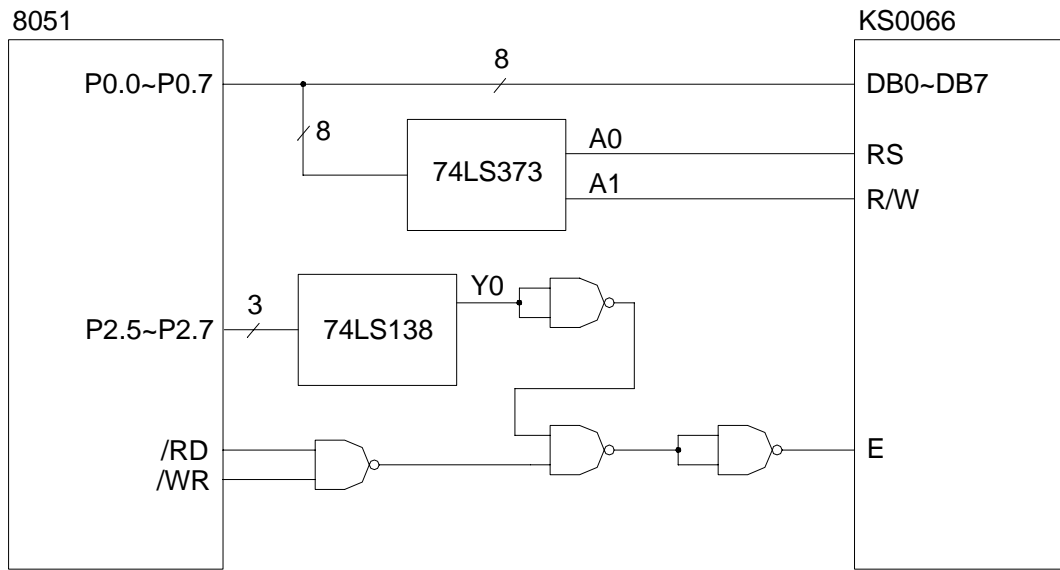 8051
KS0066
P0.0~P0.7
8
DB0~DB7
8
74LS373
A0
RS
A1
R/W
P2.5~P2.7
3
74LS138
Y0
/RD
/WR
E